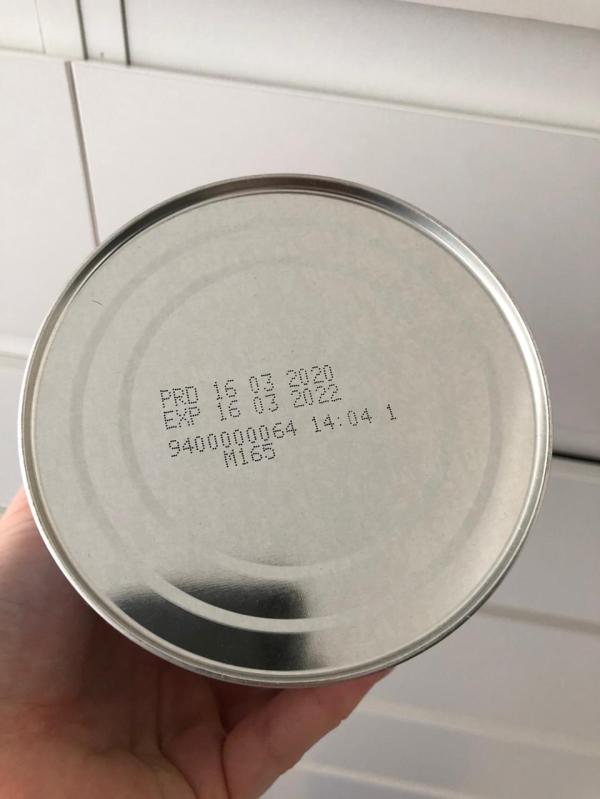 PRD 16 03 2020
EXP 16 03 2022
9400000064 14:04 1
M165